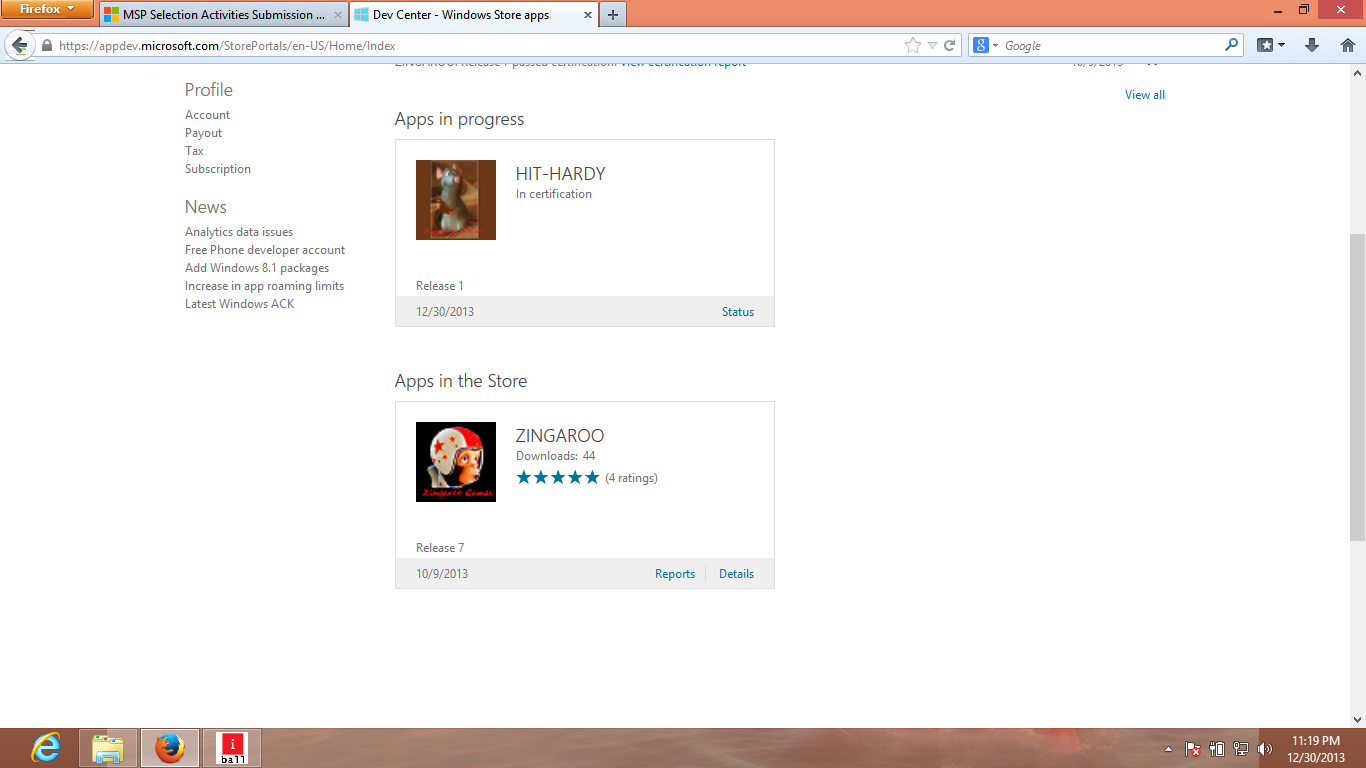 Firefox
MSP Selection Activities Submission ...
Dev Center - Windows Store apps
https://appdev.microsoft.com/StorePortals/en-US/Home/Index
Google
ZINGAROO: Release 7 passed certification. View certification report
10/9/2013
View all
Profile
Account
Payout
Tax
Subscription
News
Analytics data issues
Free Phone developer account
Add Windows 8.1 packages
Increase in app roaming limits
Latest Windows ACK
Apps in progress
HIT-HARDY
In certification
Release 1
12/30/2013
Status
Apps in the Store
ZINGAROO
Downloads: 44
(4 ratings)
Zingaroo Games
Release 7
10/9/2013
Reports
Details
i
ball
11:19 PM
12/30/2013